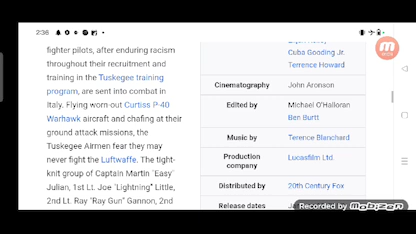 2:36
fighter pilots, after enduring racism
throughout their recruitment and
training in the Tuskegee training
program, are sent into combat in
Italy. Flying worn out Curtiss P-40
Warhawk aircraft and chafing at their
ground attack missions, the
Tuskegee Airmen fear they may
never fight the Luftwaffe. The tight-
knit group of Captain Martin "Easy"
Julian, 1st Lt. Joe "Lightning" Little,
2nd Lt. Ray "Ray Gun" Gannon, 2nd
Cuba Gooding Jr.
Terrence Howard
Cinematography John Aronson
Edited by Michael O'Halloran
Ben Burtt
Music by Terence Blanchard
Production Lucasfilm Ltd.
company
Distributed by 20th Century Fox
Release dates
Recorded by Mobizen